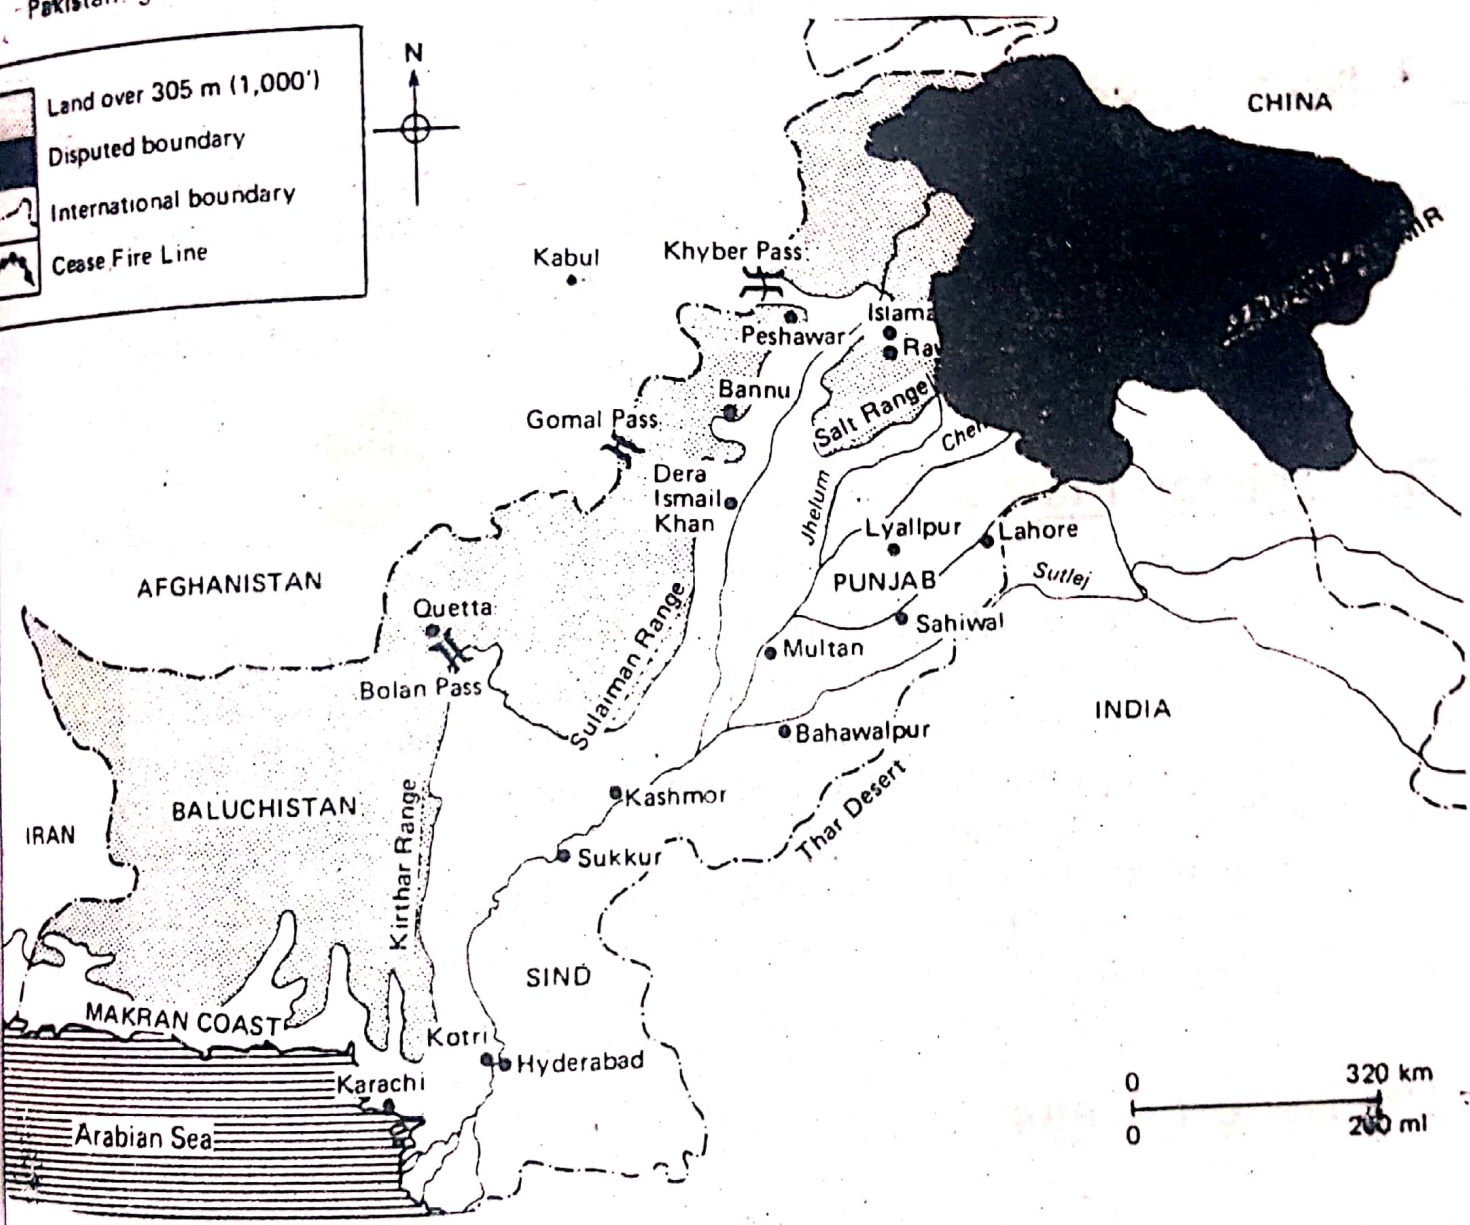 Pakistan
Land over 305 m (1,000')
Disputed boundary
International boundary
Cease Fire Line
N
CHINA
Kabul
Khyber Pass
Peshawar
Islama
Bannu
Salt Range
Gomal Pass
Chen
Dera
Ismail
Khan
Jhelum
Lyallpur
Lahore
AFGHANISTAN
PUNJAB
Sutlej
Quetta
Sahiwal
Sulaiman Range
Multan
Bolan Pass
INDIA
Bahawalpur
BALUCHISTAN
Kashmor
Thar Desert
IRAN
Kirthar Range
Sukkur
SIND
MAKRAN COAST
Kotri
Hyderabad
Karachi
Arabian Sea
0 320 km
0 200 ml